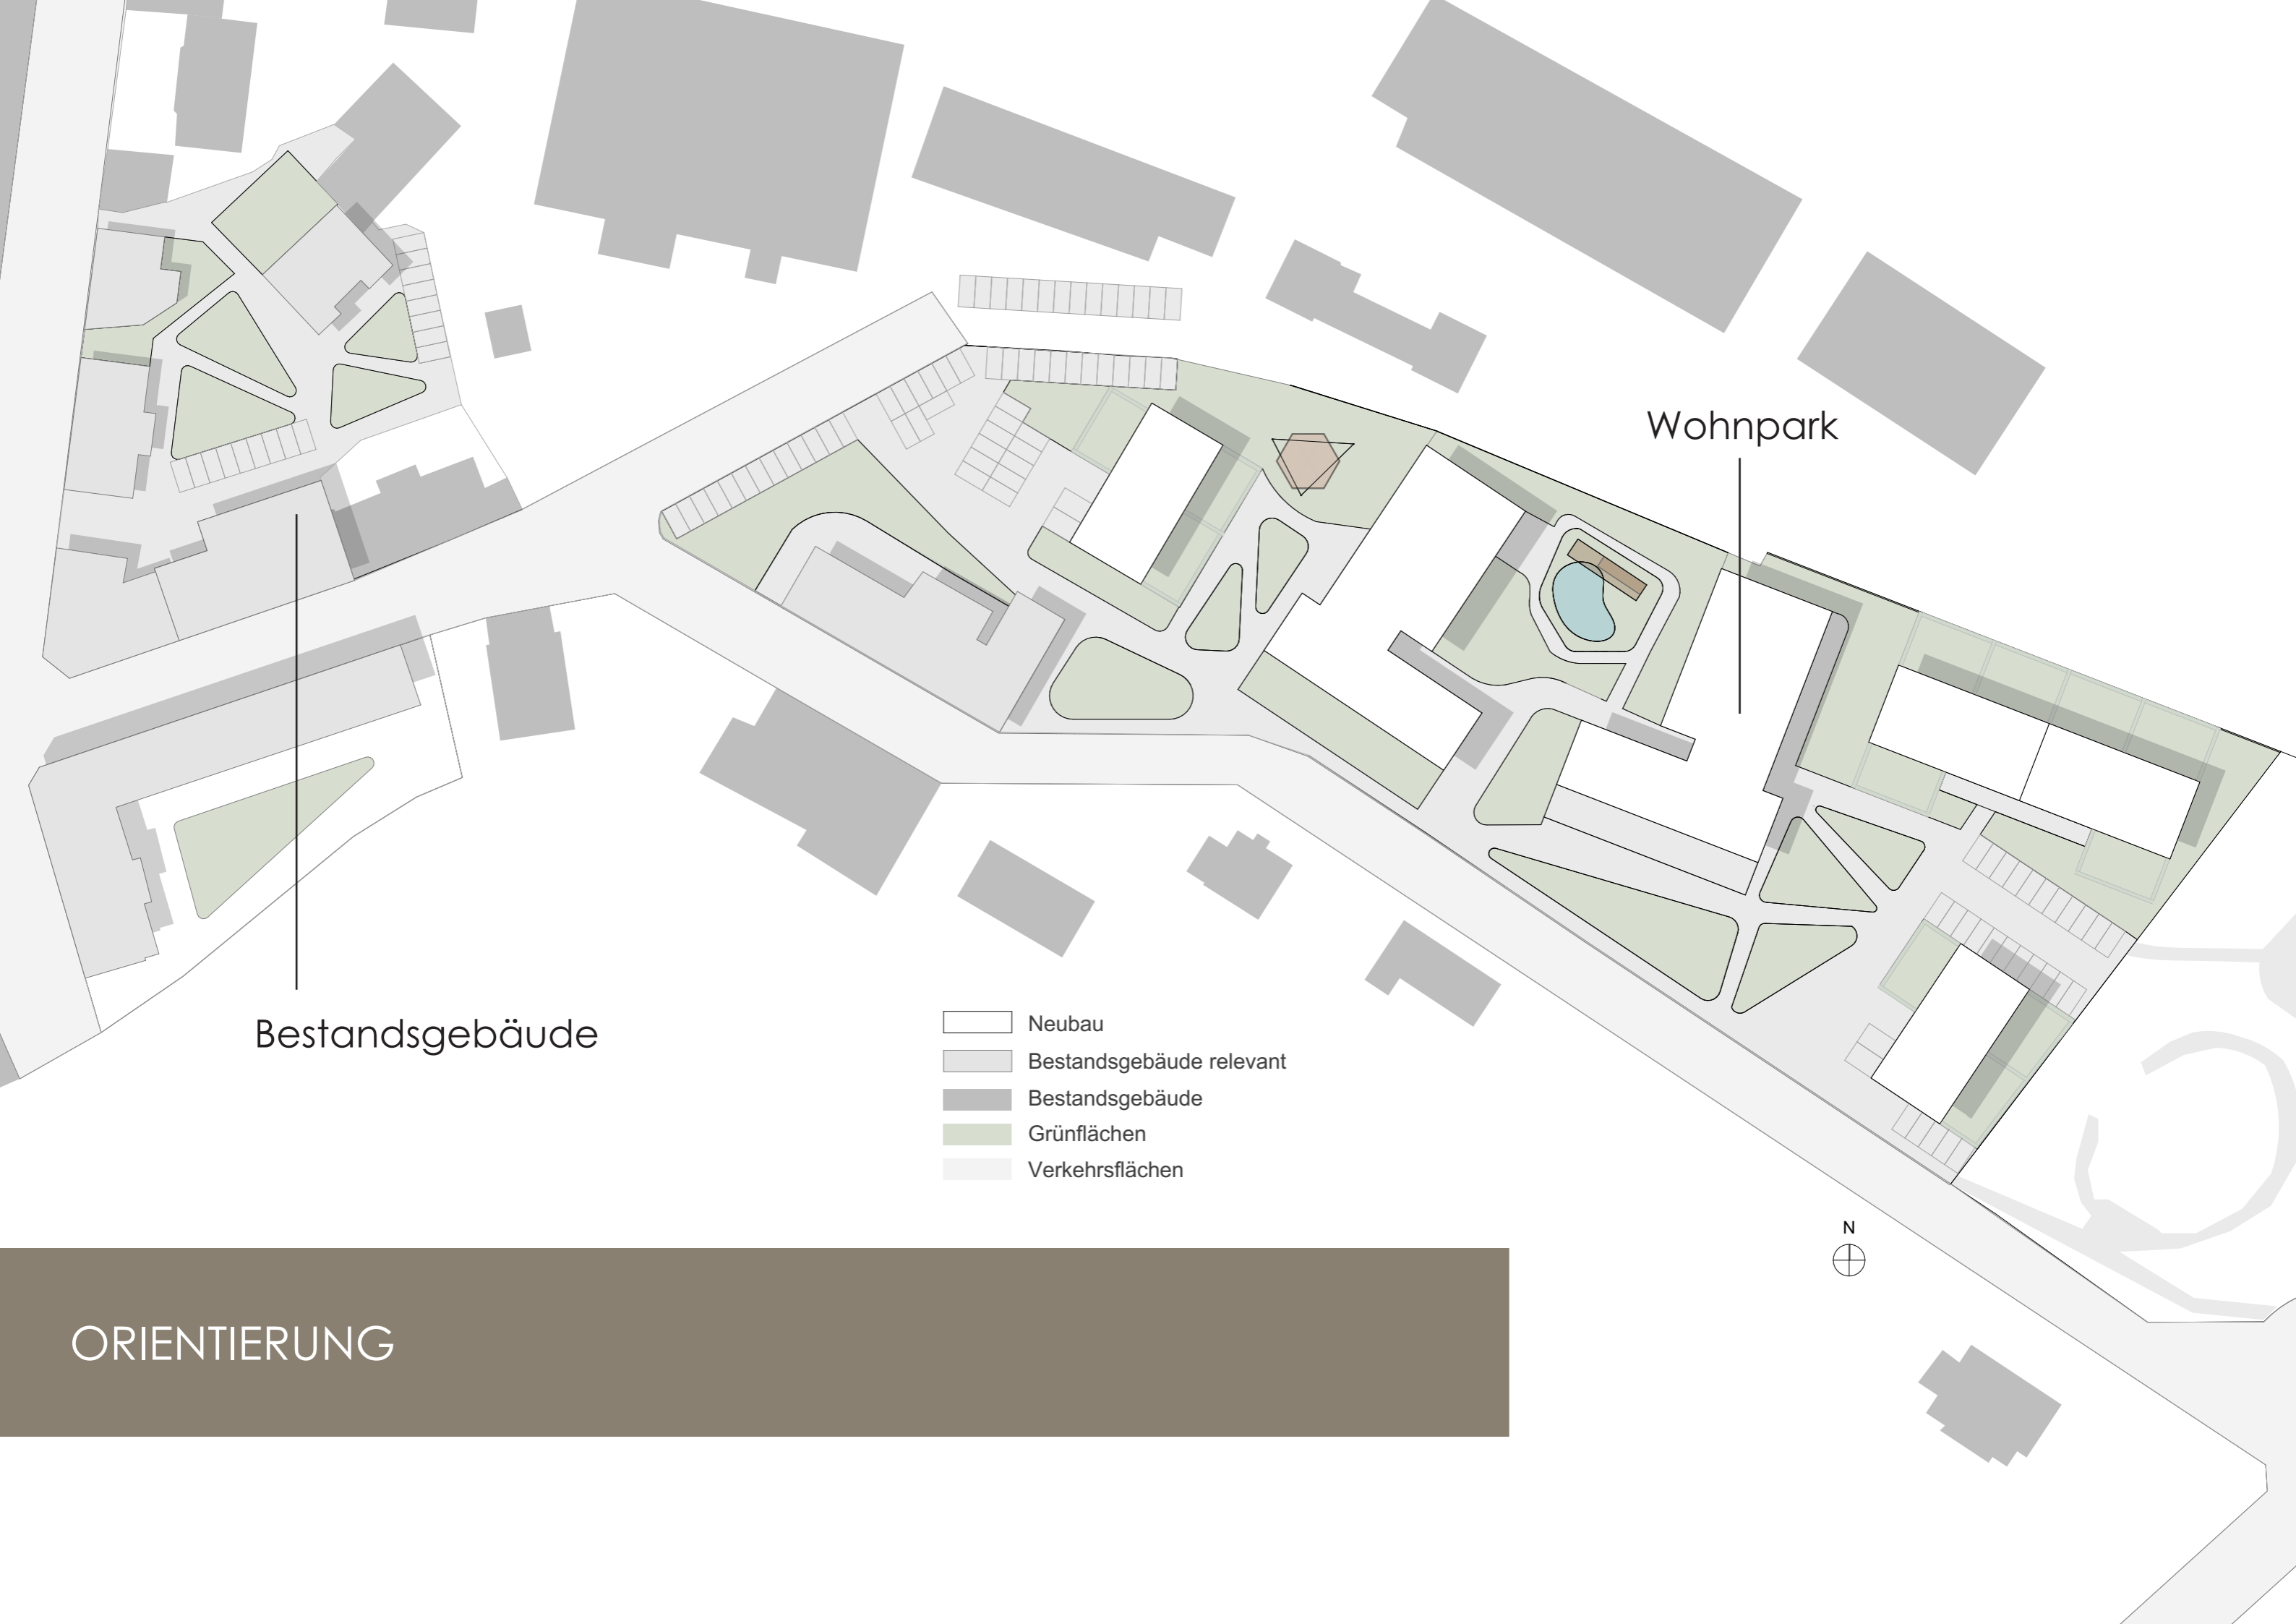 Wohnpark
Bestandsgebäude
Neubau
Bestandsgebäude relevant
Bestandsgebäude
Grünflächen
Verkehrsflächen
N
ORIENTIERUNG